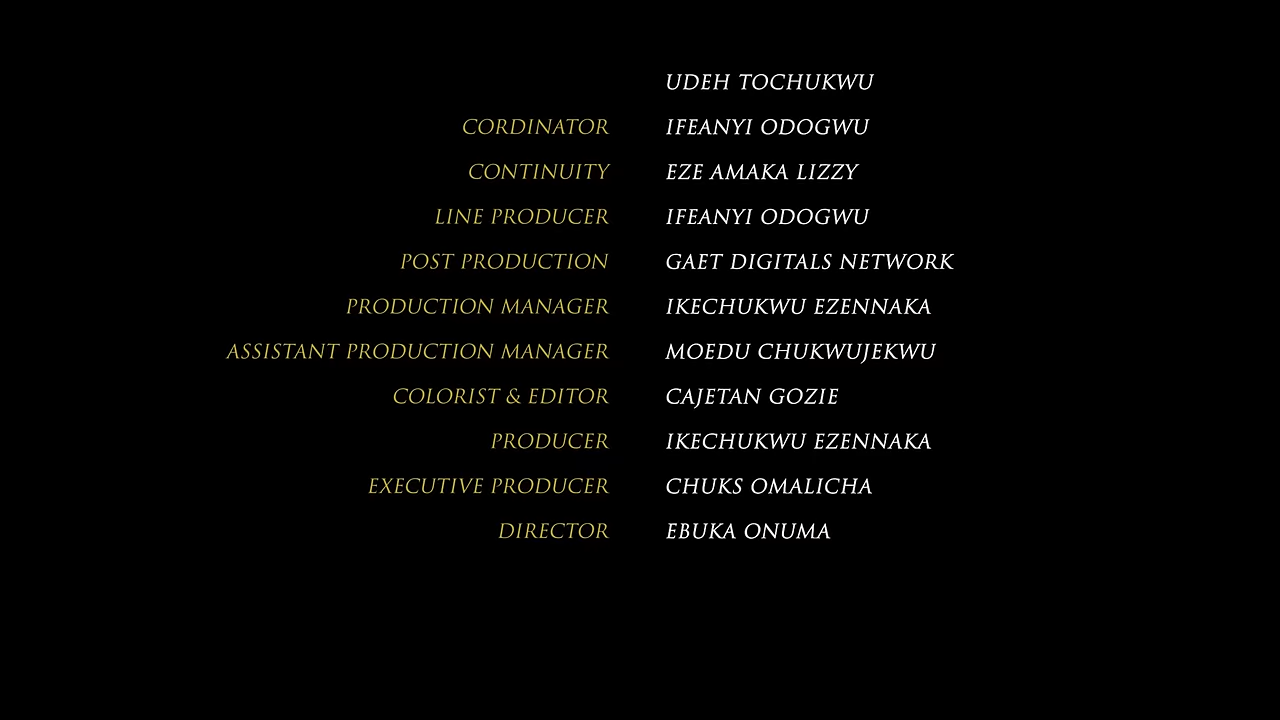 UDEH TOCHUKWU
CORDINATOR IFEANYI ODOGWU
CONTINUITY EZE AMAKA LIZZY
LINE PRODUCER IFEANYI ODOGWU
POST PRODUCTION GAET DIGITALS NETWORK
PRODUCTION MANAGER IKECHUKWU EZENNAKA
ASSISTANT PRODUCTION MANAGER MOEDU CHUKWUJEKWU
COLORIST & EDITOR CAJETAN GOZIE
PRODUCER IKECHUKWU EZENNAKA
EXECUTIVE PRODUCER CHUKS OMALICHA
DIRECTOR EBUKA ONUMA